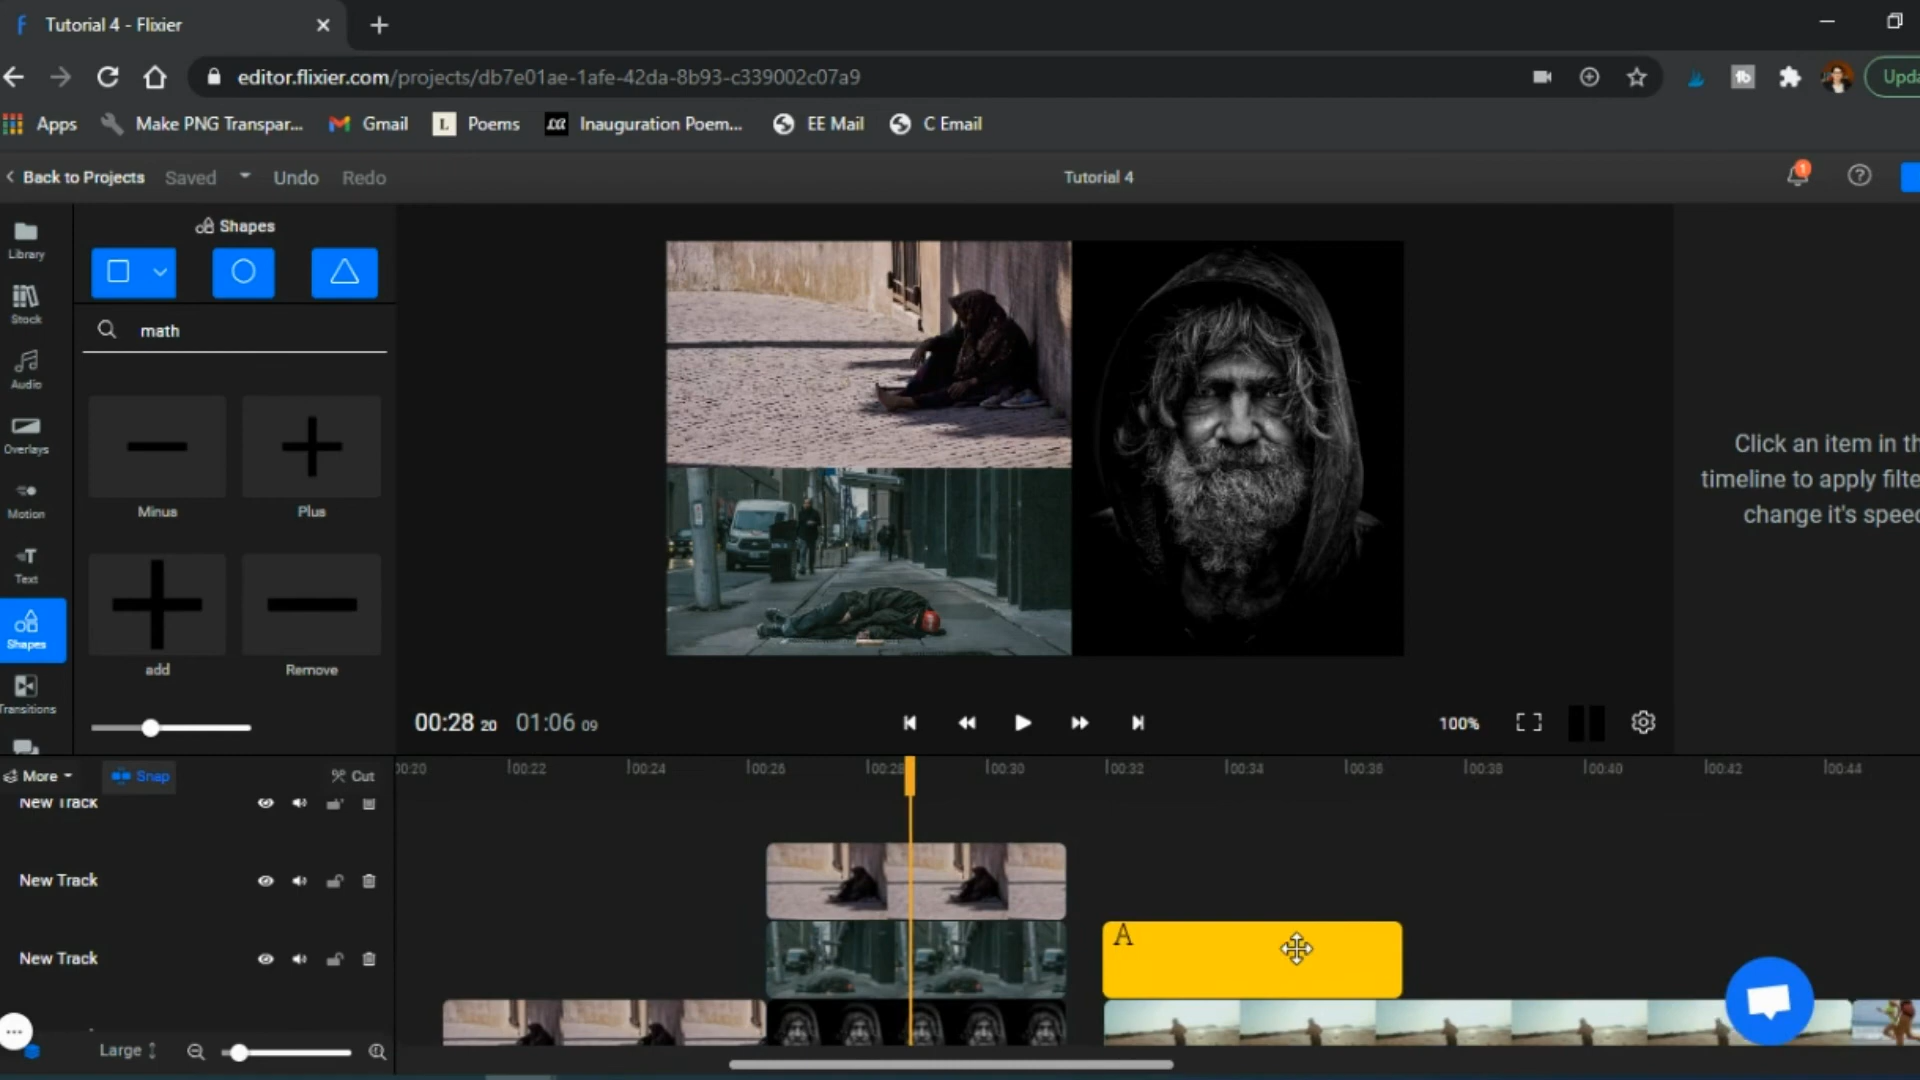 Tutorial 4 - Flixier
editor.flixier.com/projects/db7e01ae-1afe-42da-8b93-c339002c07a9
Upda
Apps
Make PNG Transpar...
Gmail
L Poems
Inauguration Poem...
EE Mail
C Email
Back to Projects
Saved
Undo
Redo
Tutorial 4
1
Shapes
Library
Stock
Audio
Overlays
Motion
Text
Shapes
Transitions
math
Minus
Plus
add
Remove
Click an item in th
timeline to apply filte
change it's speed
00:28 20 01:06 09
100%
More
Snap
Cut
00:20 00:22 00:24 00:26 00:28 00:30 00:32 00:34 00:36 00:38 00:40 00:42 00:44
New Track
New Track
New Track
A
Large